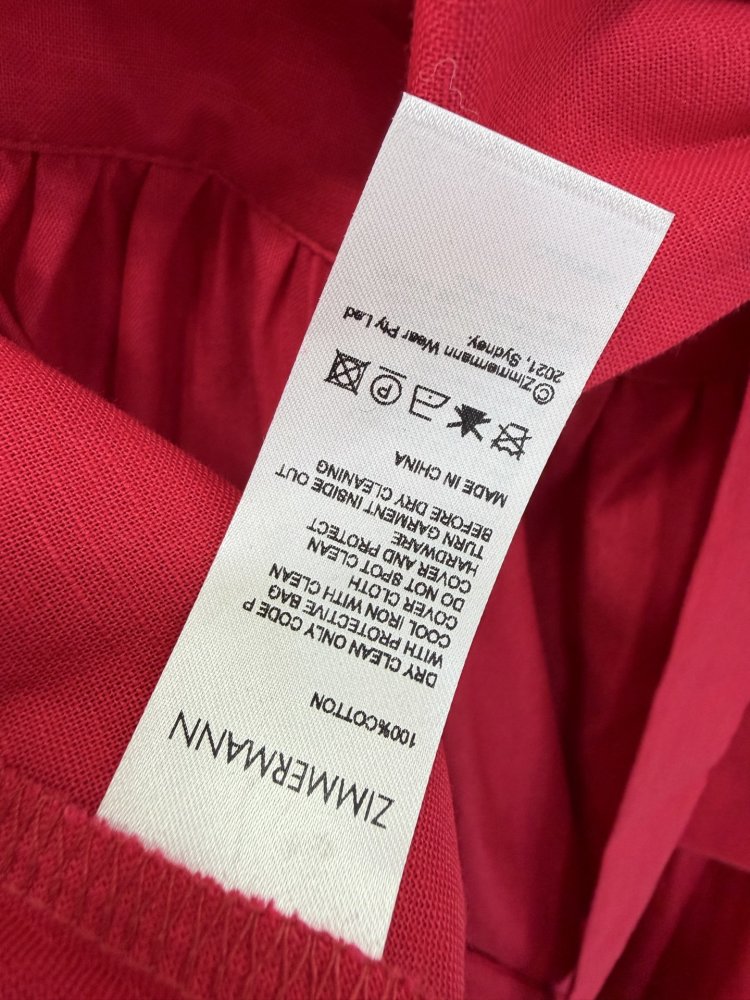 ZIMMERMANN
100%COTTON
DRY CLEAN ONLY CODE P
WITH PROTECTIVE BAG
COOL IRON WITH CLEAN
COVER CLOTH
DO NOT SPOT CLEAN
COVER AND PROTECT
HARDWARE
TURN GARMENT INSIDE OUT
BEFORE DRY CLEANING
MADE IN CHINA
P
©Zimmermann Wear Pty Lad
2021, Sydney.